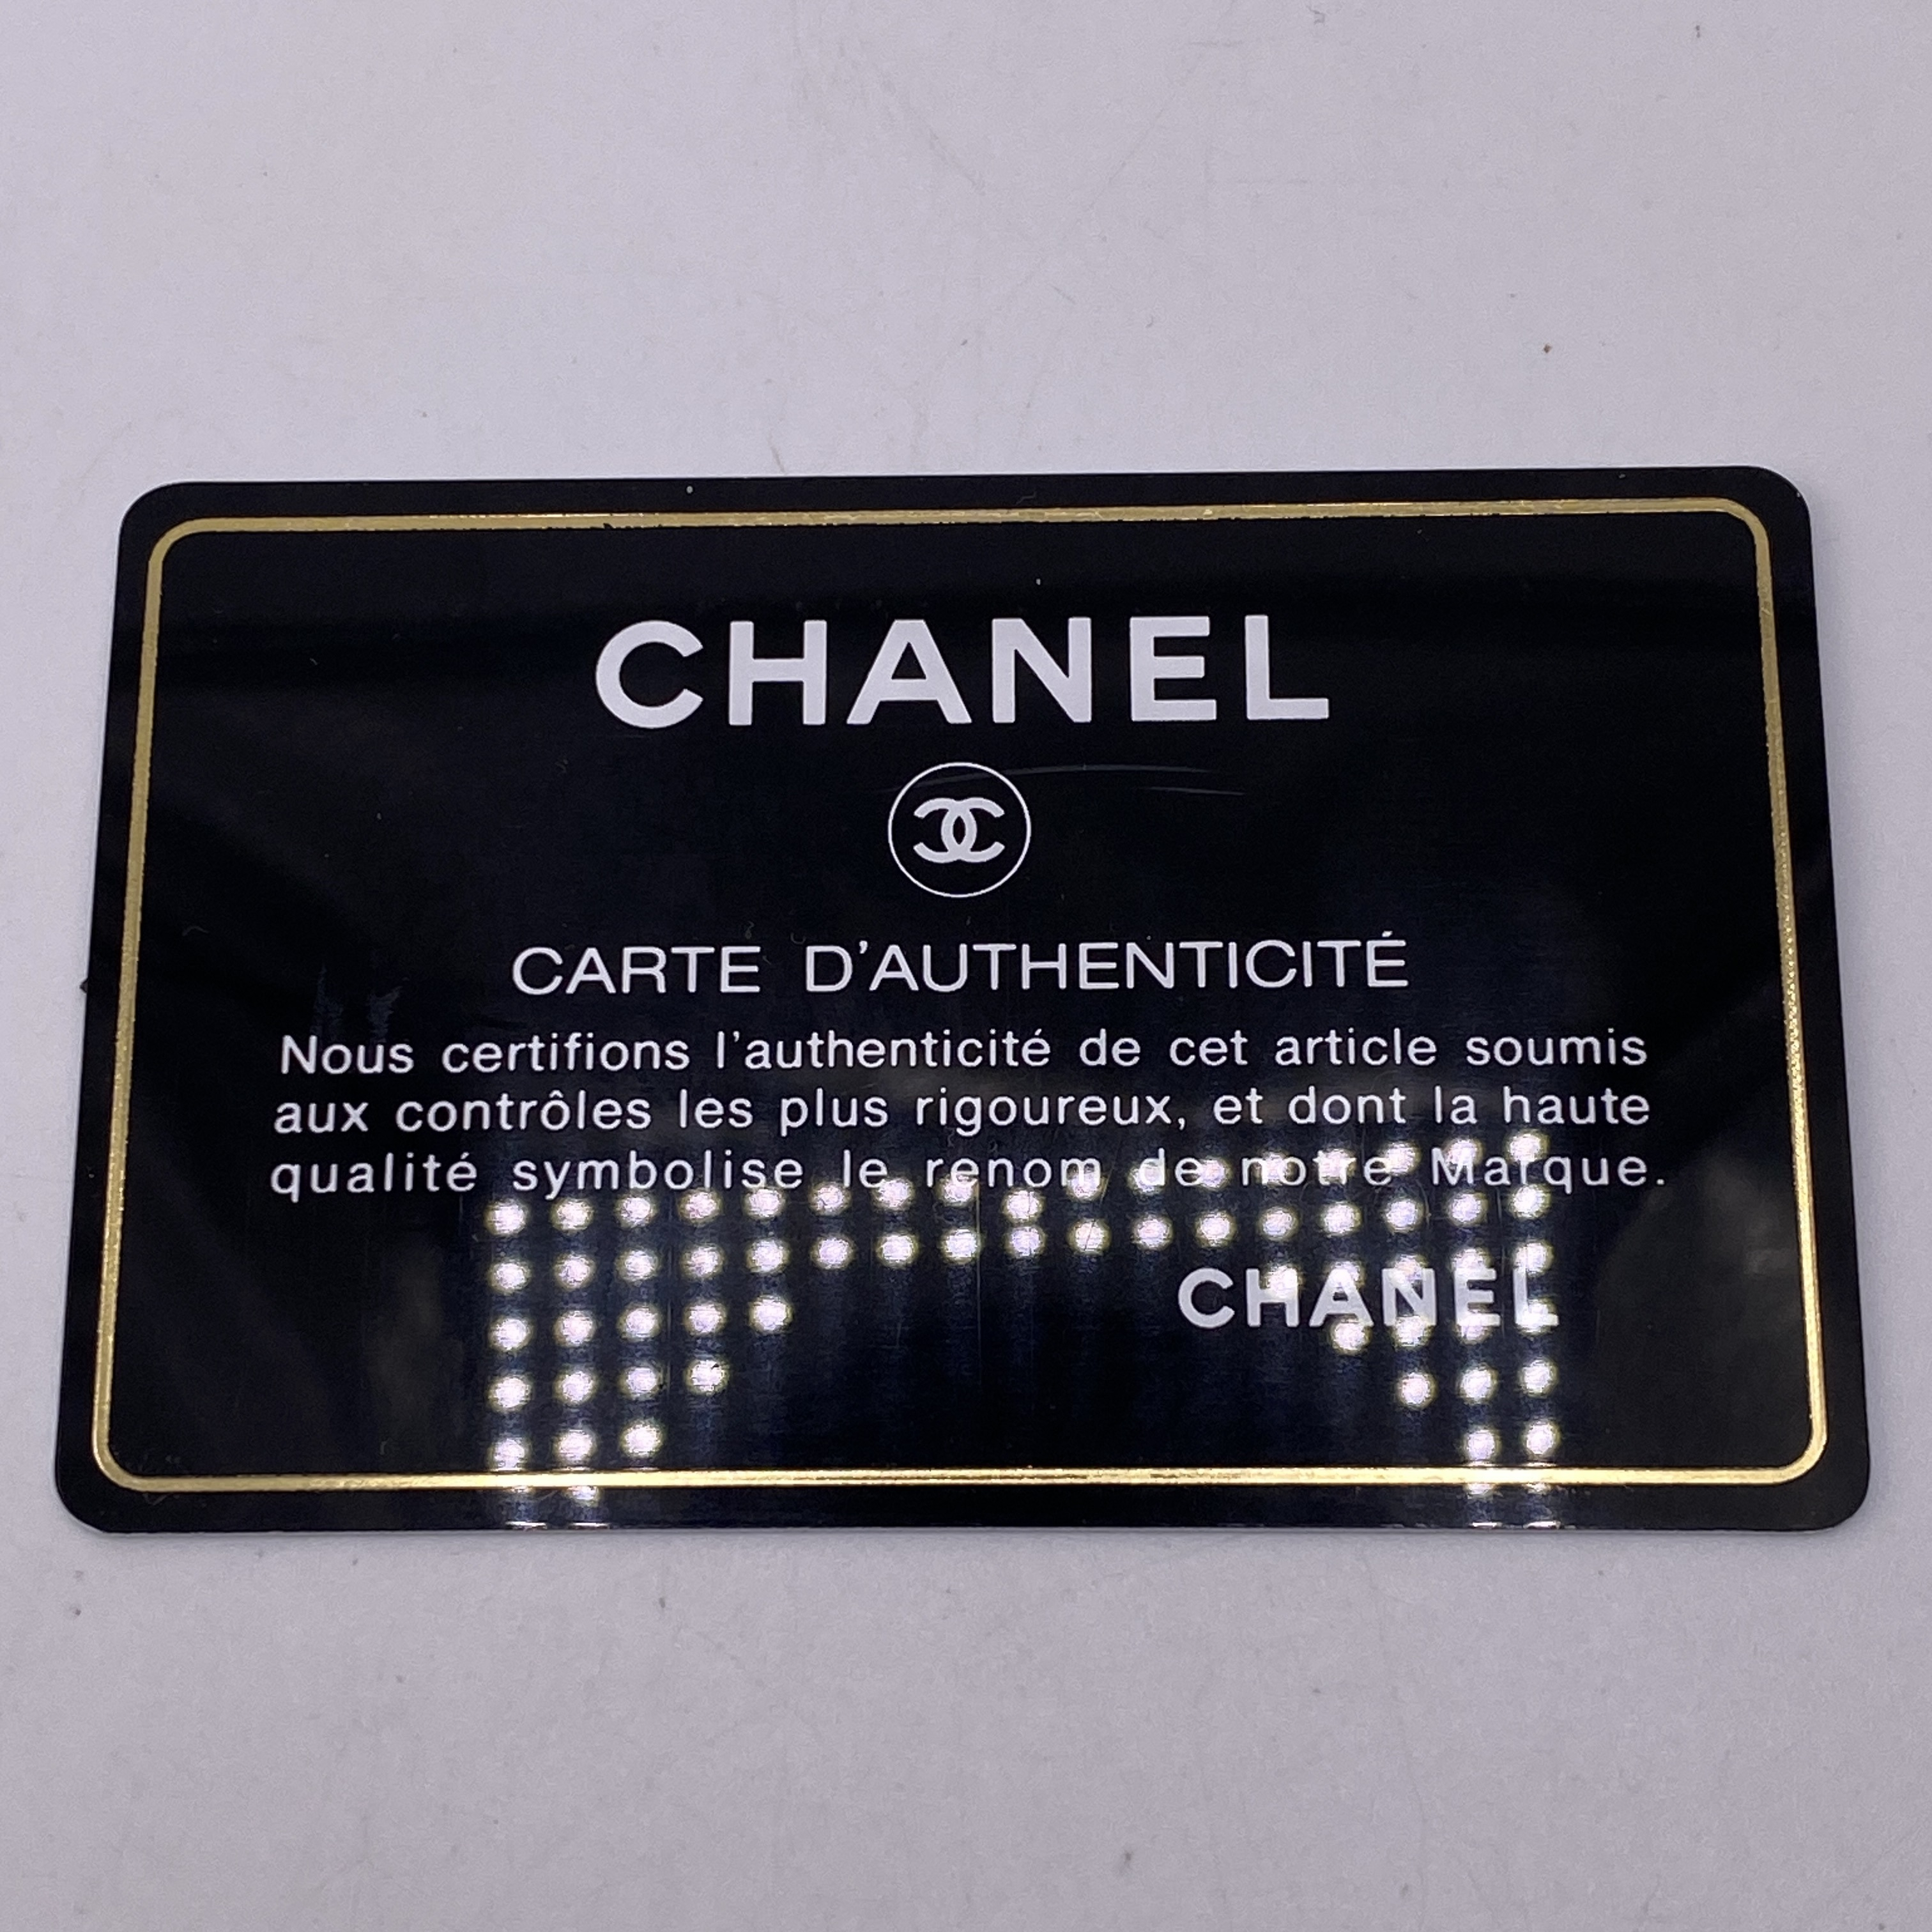 CHANEL
CARTE D'AUTHENTICITÉ
Nous certifions l'authenticité de cet article soumis
aux contrôles les plus rigoureux, et dont la haute
qualité symbolise le renom de notre Marque.
CHANEL